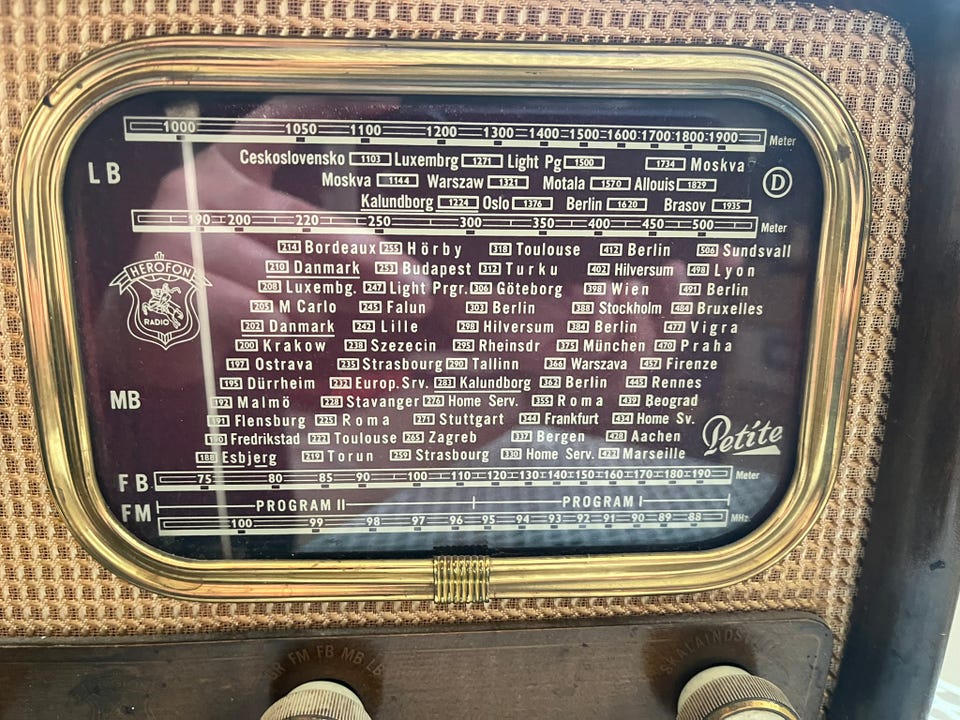 1000 1050 1100 1200 1300 1400 1500 1600 1700 1800 1900 Meter
LB
Ceskoslovensko 1103 Luxembrg 1271 Light Pg 1500 1734 Moskva
Moskva 1144 Warszaw 1321 Motala 1570 Allouis 1829
D
Kalundborg 1224 Oslo 1376 Berlin 1620 Brasov 1935
190 200 220 250 300 350 400 450 500 Meter
214 Bordeaux 255 Hörby 318 Toulouse 412 Berlin 506 Sundsvall
210 Danmark 253 Budapest 312 Turku 402 Hilversum 498 Lyon
208 Luxembg. 247 Light Prgr. 306 Göteborg 398 Wien 491 Berlin
205 M Carlo 245 Falun 303 Berlin 388 Stockholm 484 Bruxelles
202 Danmark 242 Lille 298 Hilversum 384 Berlin 477 Vigra
200 Krakow 238 Szezecin 295 Rheinsdr 375 München 470 Praha
197 Ostrava 235 Strasbourg 290 Tallinn 366 Warszava 457 Firenze
195 Dürrheim 232 Europ.Srv. 283 Kalundborg 362 Berlin 445 Rennes
192 Malmö 228 Stavanger 276 Home Serv. 355 Roma 439 Beograd
191 Flensburg 225 Roma 271 Stuttgart 344 Frankfurt 434 Home Sv.
190 Fredrikstad 222 Toulouse 265 Zagreb 337 Bergen 428 Aachen
188 Esbjerg 219 Torun 259 Strasbourg 330 Home Serv. 422 Marseille
HEROFON
RADIO
MB
Petite
FB 75 80 85 90 100 110 120 130 140 150 160 170 180 190 Meter
PROGRAM II PROGRAM I
FM 100 99 98 97 96 95 94 93 92 91 90 89 88 MHz
FM FB MB LB